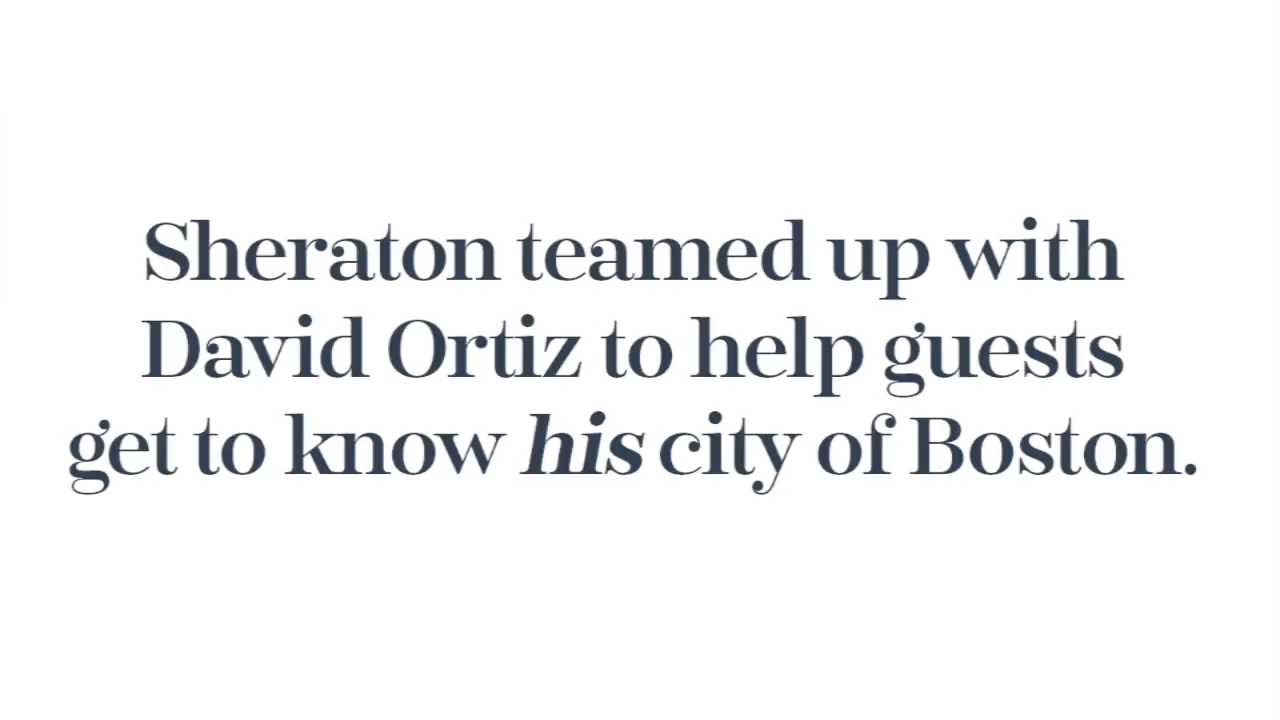 Sheraton teamed up with
David Ortiz to help guests
get to know his city of Boston.